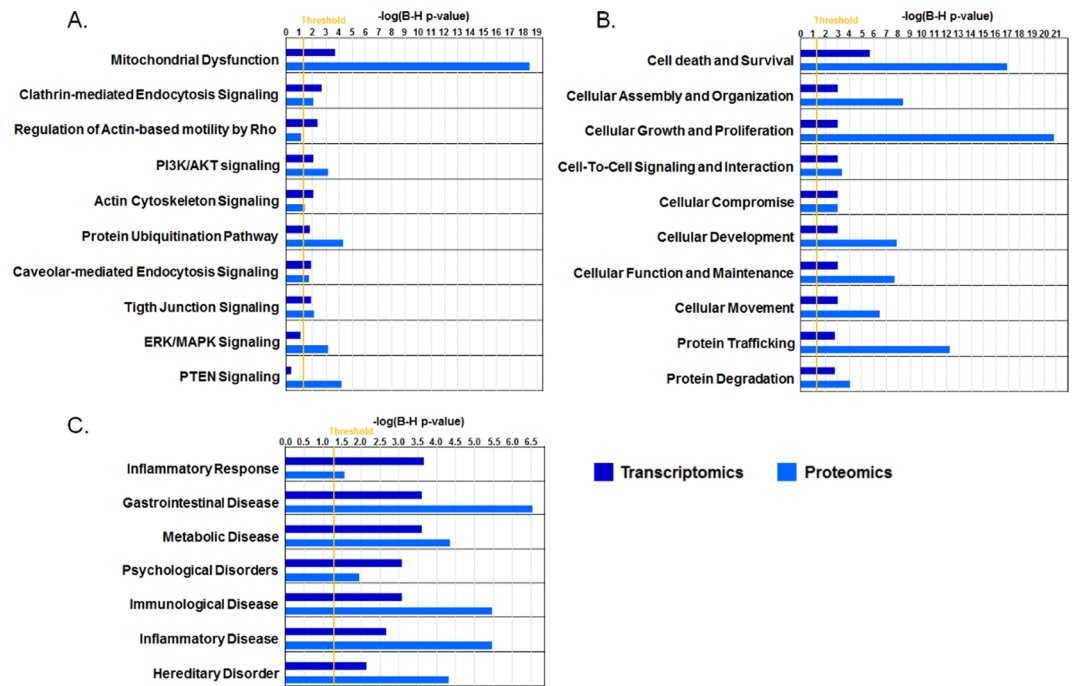 A.
-log(B-H p-value)
Threshold
0 1 2 3 4 5 6 7 8 9 10 11 12 13 14 15 16 17 18 19
Mitochondrial Dysfunction
Clathrin-mediated Endocytosis Signaling
Regulation of Actin-based motility by Rho
PI3K/AKT signaling
Actin Cytoskeleton Signaling
Protein Ubiquitination Pathway
Caveolar-mediated Endocytosis Signaling
Tigth Junction Signaling
ERK/MAPK Signaling
PTEN Signaling
B.
-log(B-H p-value)
Threshold
0 1 2 3 4 5 6 7 8 9 10 11 12 13 14 15 16 17 18 19 20 21
Cell death and Survival
Cellular Assembly and Organization
Cellular Growth and Proliferation
Cell-To-Cell Signaling and Interaction
Cellular Compromise
Cellular Development
Cellular Function and Maintenance
Cellular Movement
Protein Trafficking
Protein Degradation
C.
-log(B-H p-value)
Threshold
0.0 0.5 1.0 1.5 2.0 2.5 3.0 3.5 4.0 4.5 5.0 5.5 6.0 6.5
Inflammatory Response
Gastrointestinal Disease
Metabolic Disease
Psychological Disorders
Immunological Disease
Inflammatory Disease
Hereditary Disorder
Transcriptomics
Proteomics